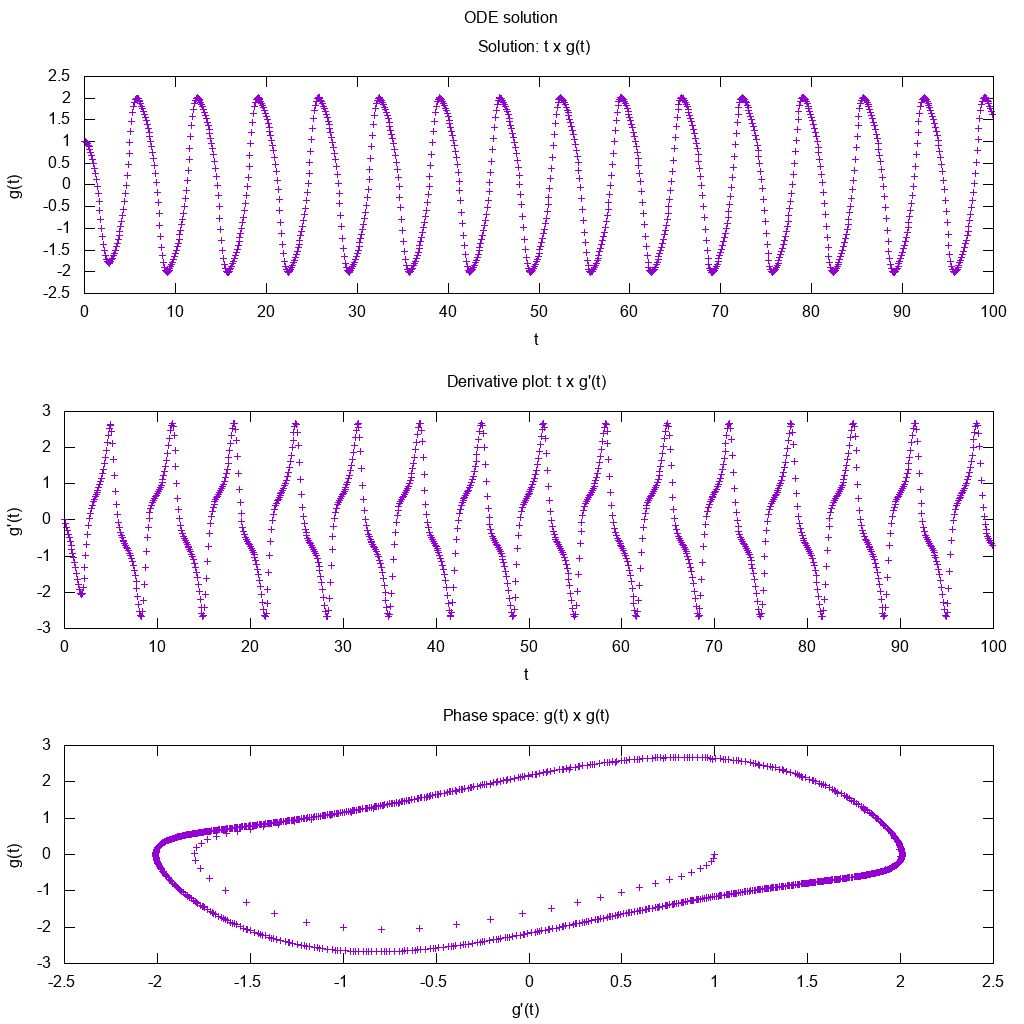 ODE solution
Solution: t x g(t)
2.5
2
1.5
1
0.5
0
-0.5
-1
-1.5
-2
-2.5
g(t)
0 10 20 30 40 50 60 70 80 90 100
t
Derivative plot: t x g'(t)
3
2
1
0
-1
-2
-3
g'(t)
0 10 20 30 40 50 60 70 80 90 100
t
Phase space: g(t) x g(t)
3
2
1
0
-1
-2
-3
g(t)
-2.5 -2 -1.5 -1 -0.5 0 0.5 1 1.5 2 2.5
g'(t)